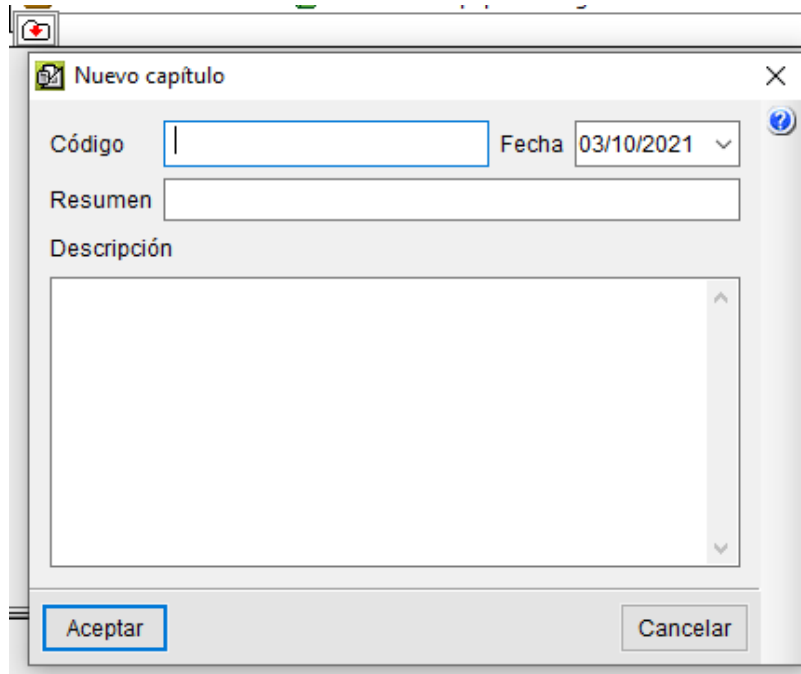 Nuevo capítulo
Código Fecha 03/10/2021
Resumen
Descripción
Aceptar Cancelar